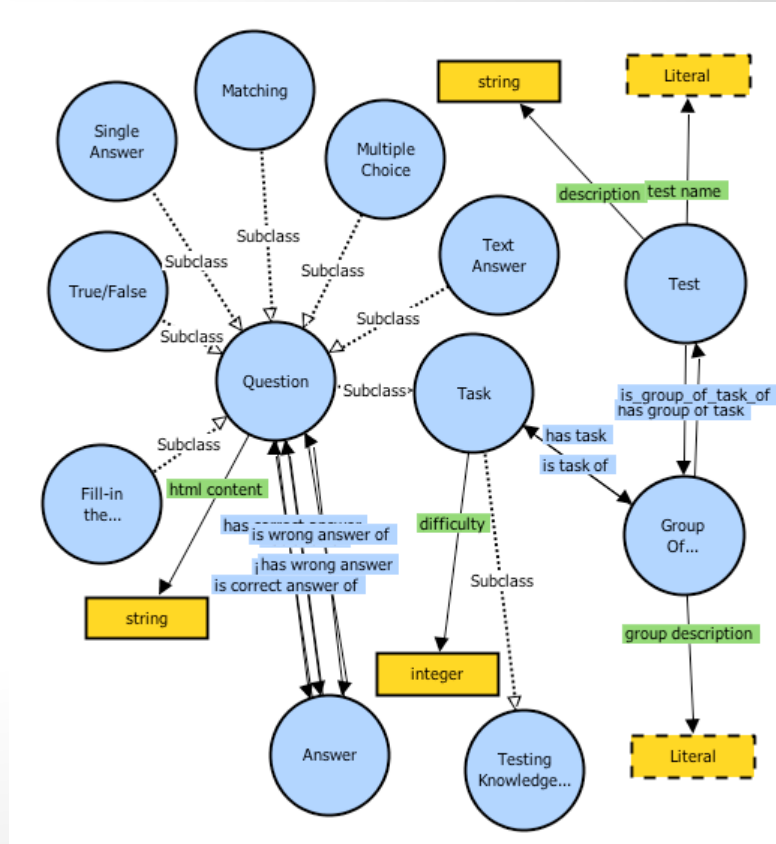 Matching
string
Literal
Single
Answer
Multiple
Choice
description
test name
Subclass
Text
Answer
Subclass
Subclass
True/False
Test
Subclass
Subclass
Question
Subclass
Task
is_group_of_task_of
has group of task
Subclass
has task
is task of
Fill-in
the...
html content
has correct answer
is wrong answer of
difficulty
Group
Of...
has wrong answer
is correct answer of
Subclass
string
group description
integer
Answer
Testing
Knowledge...
Literal